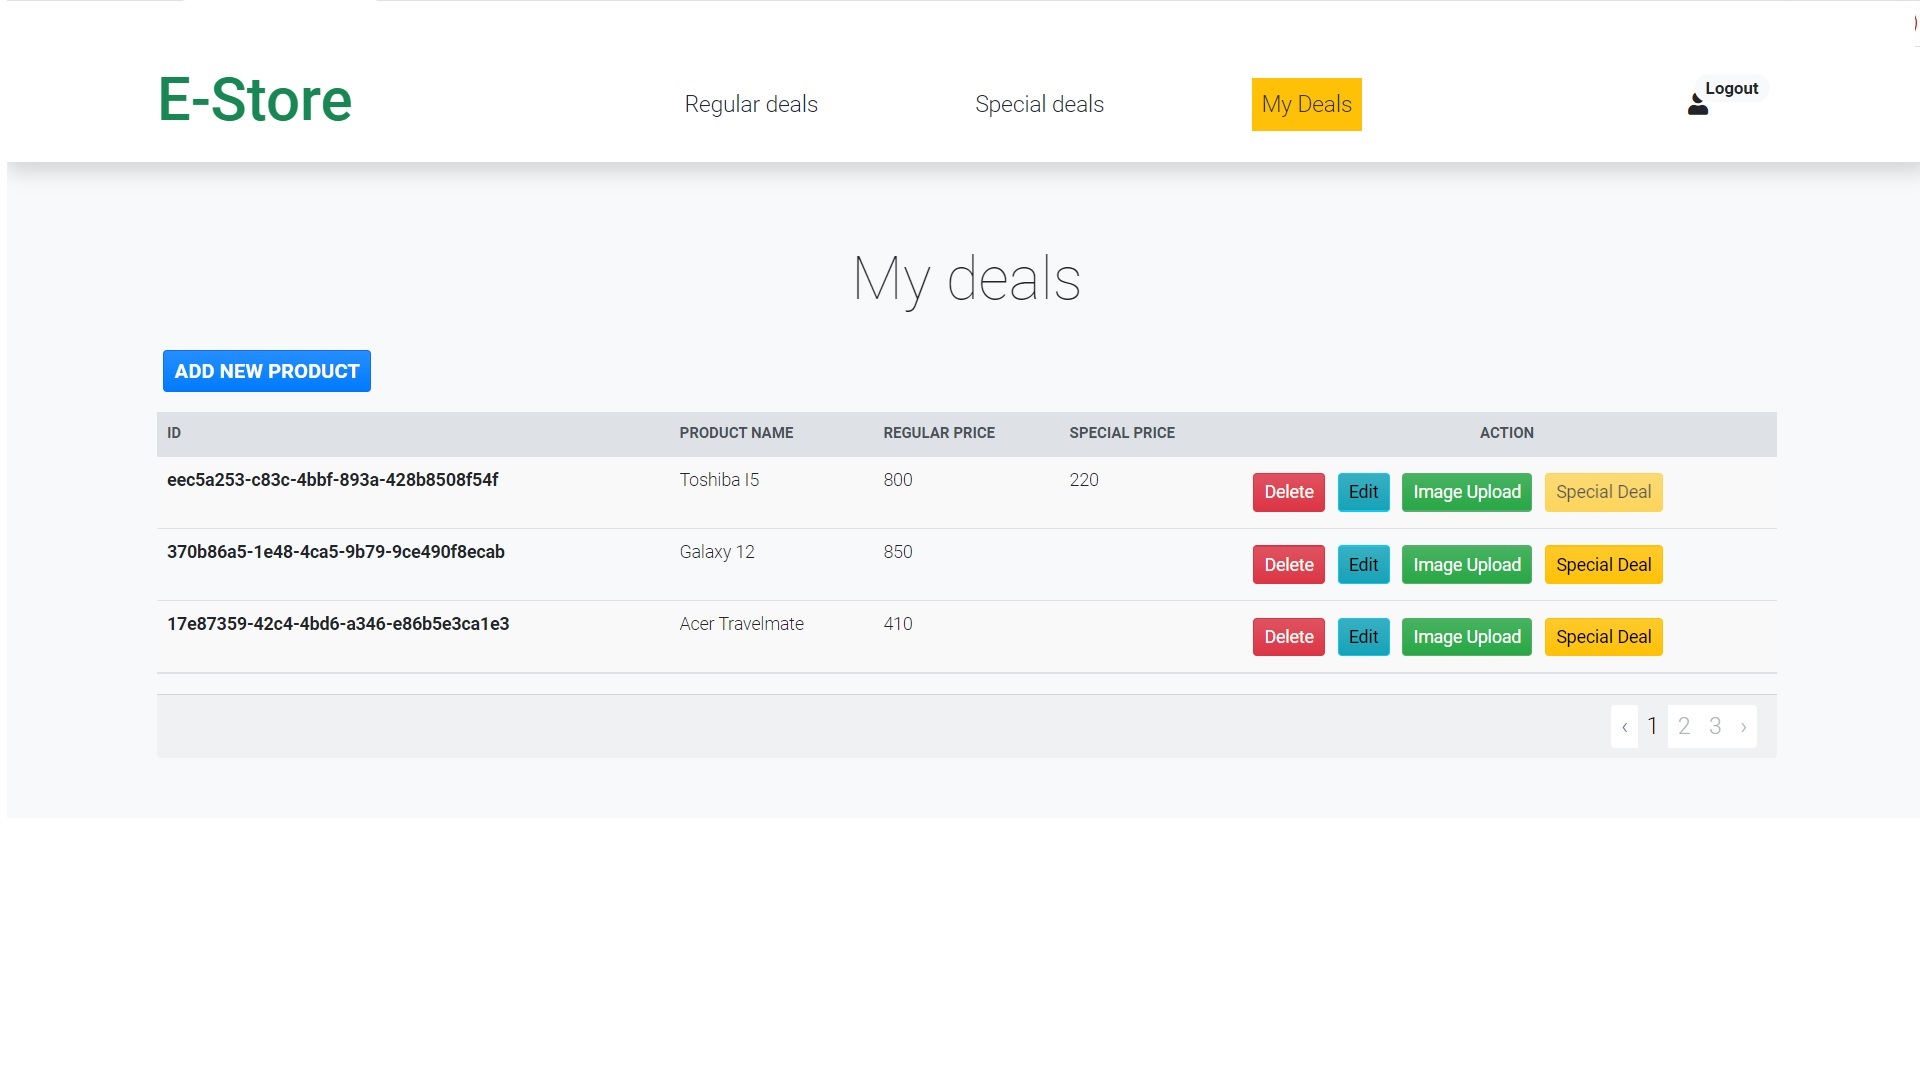 E-Store
Regular deals
Special deals
My Deals
Logout
My deals
ADD NEW PRODUCT
ID PRODUCT NAME REGULAR PRICE SPECIAL PRICE ACTION
eec5a253-c83c-4bbf-893a-428b8508f54f Toshiba I5 800 220 Delete Edit Image Upload Special Deal
370b86a5-1e48-4ca5-9b79-9ce490f8ecab Galaxy 12 850 Delete Edit Image Upload Special Deal
17e87359-42c4-4bd6-a346-e86b5e3ca1e3 Acer Travelmate 410 Delete Edit Image Upload Special Deal
‹ 1 2 3 ›